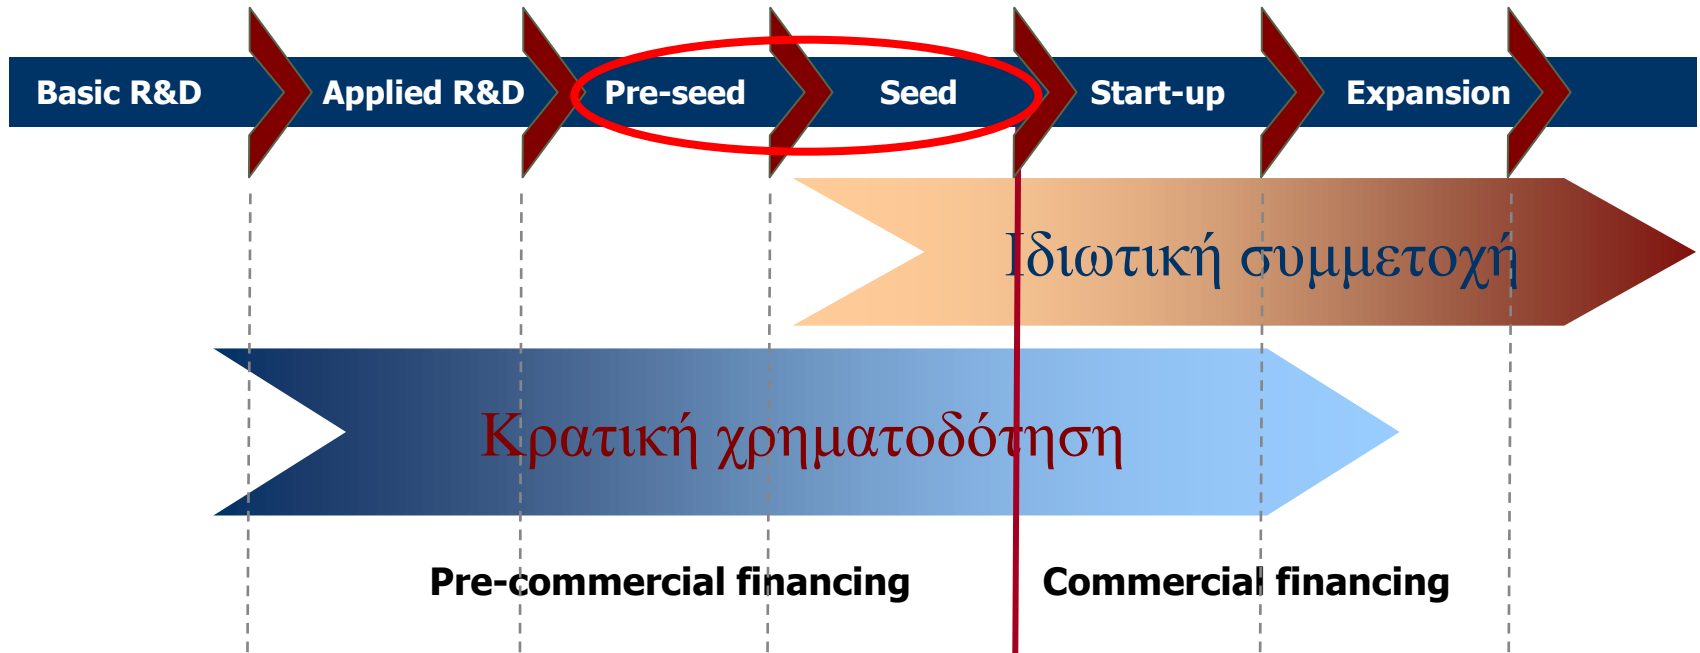 Basic R&D
Applied R&D
Pre-seed
Seed
Start-up
Expansion
Ιδιωτική συμμετοχή
Κρατική χρηματοδότηση
Pre-commercial financing
Commercial financing